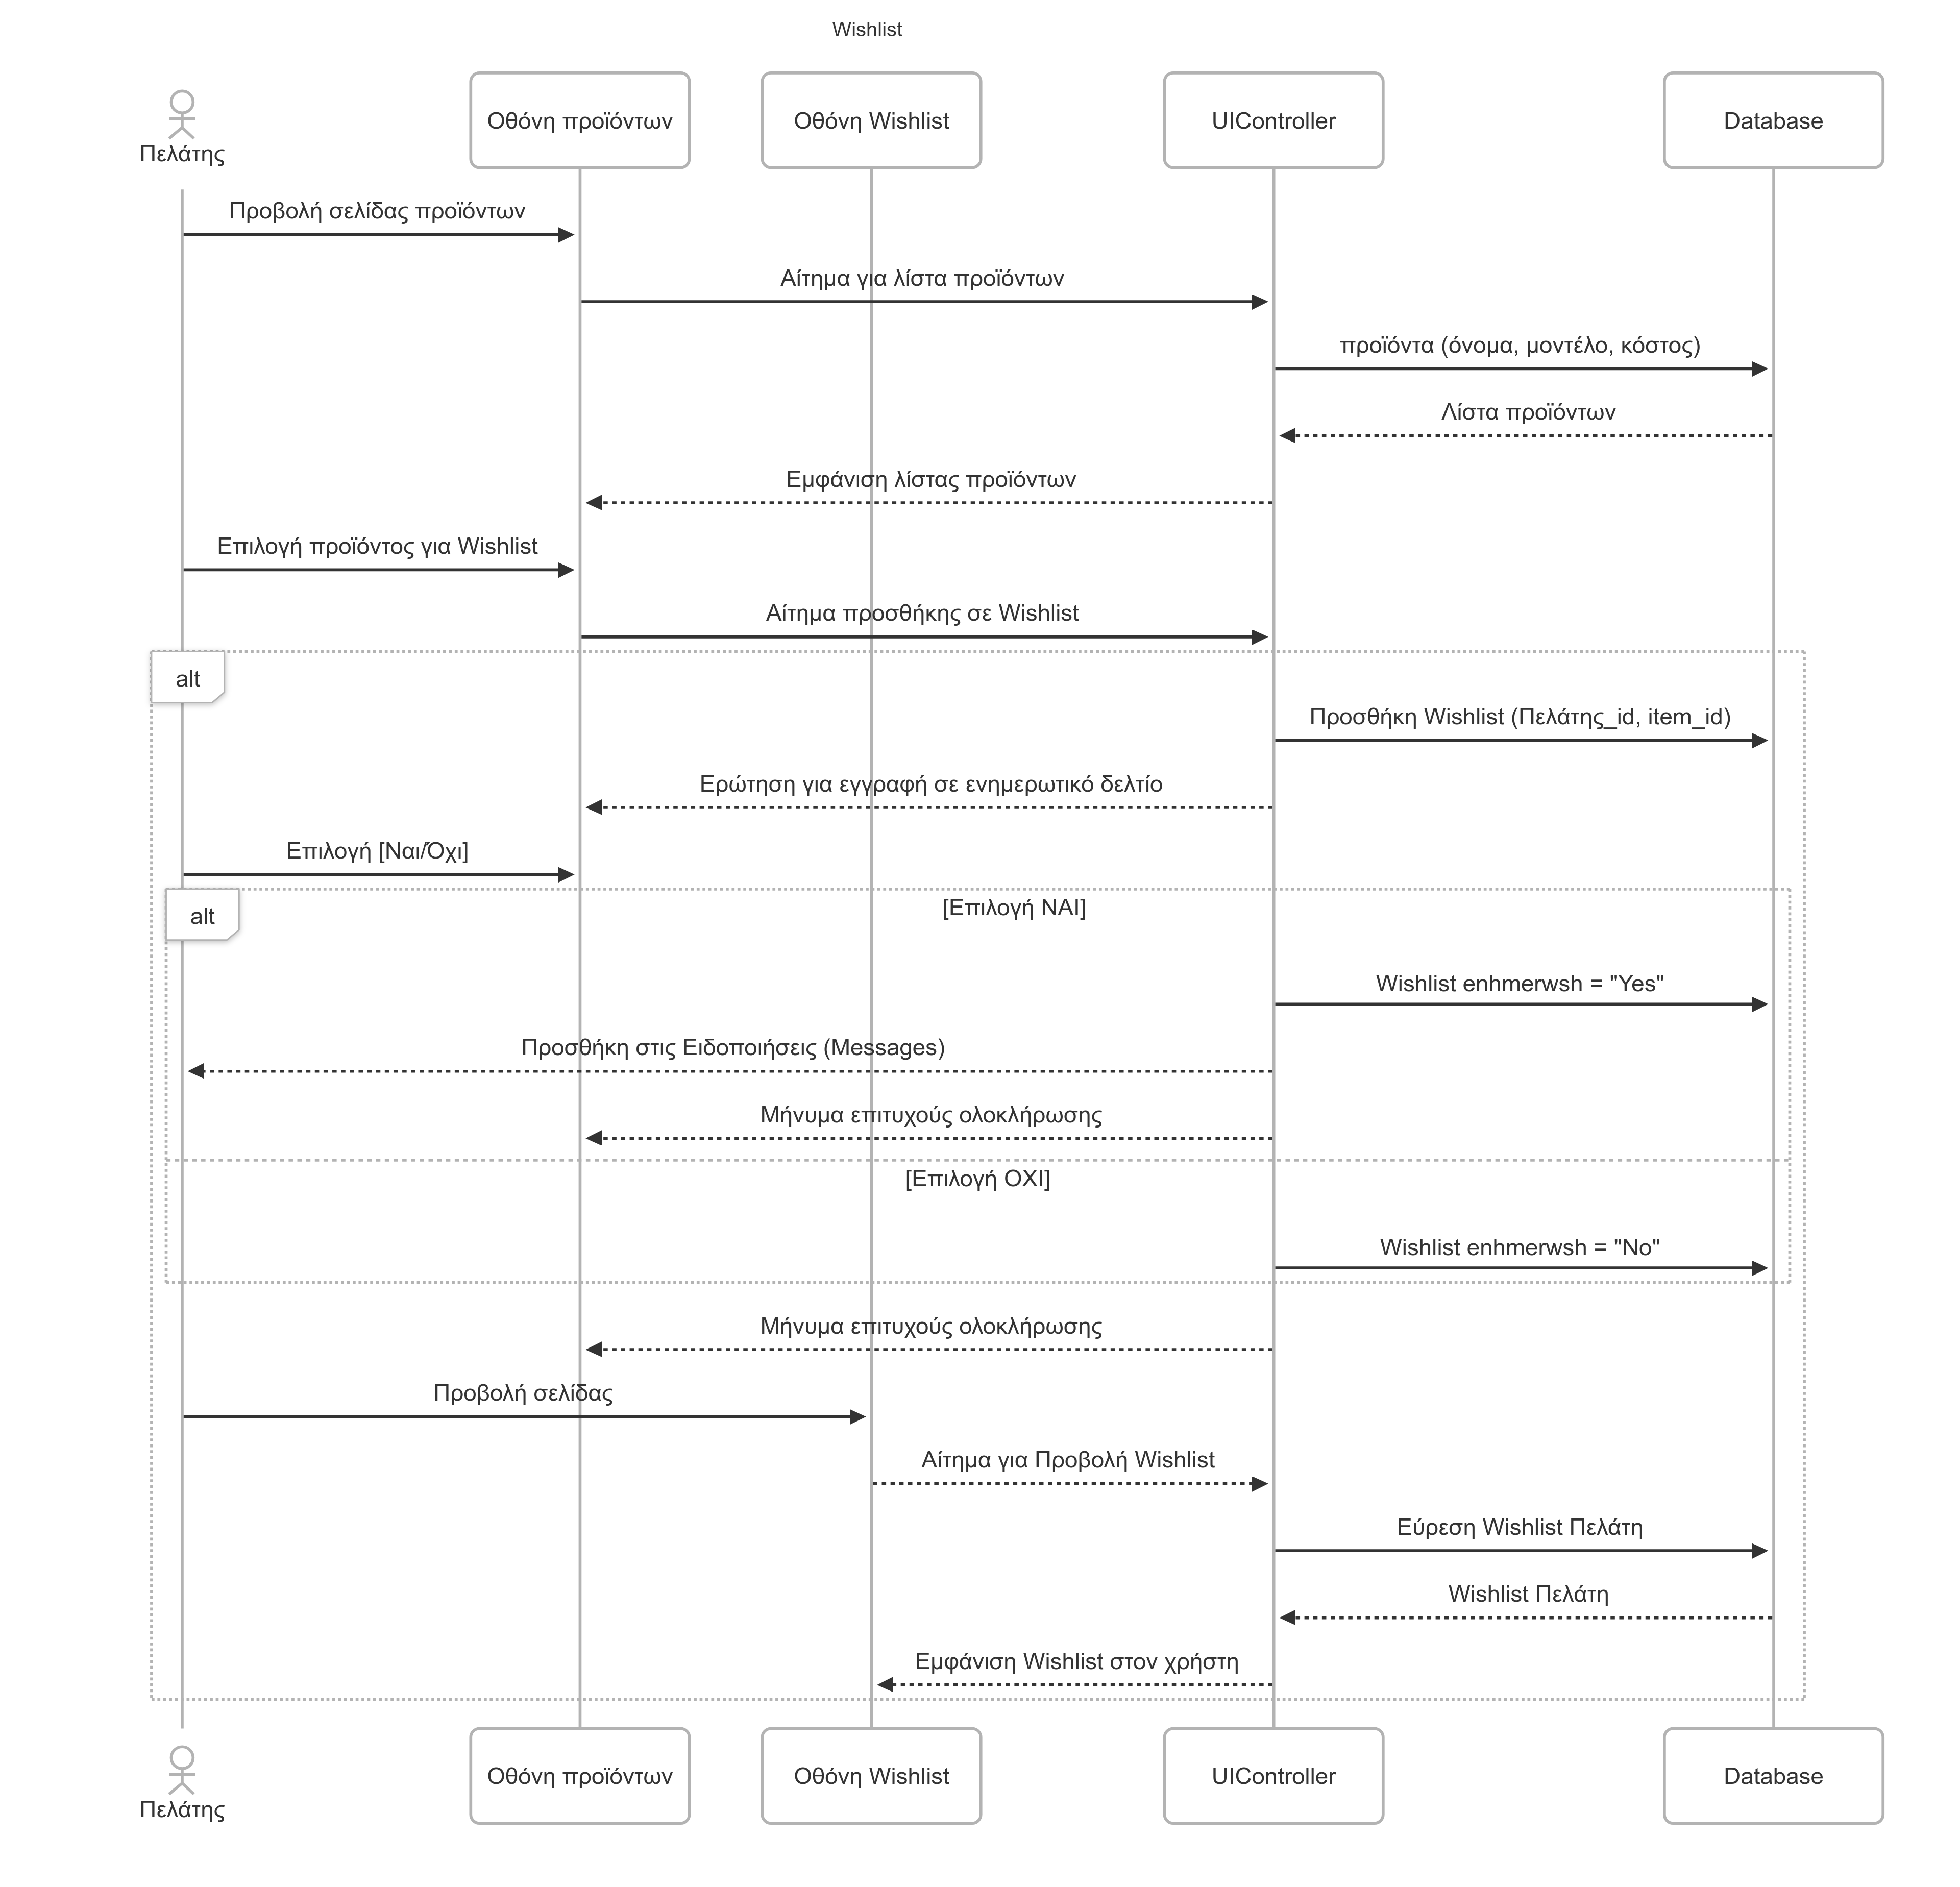 Wishlist
Πελάτης
Οθόνη προϊόντων
Οθόνη Wishlist
UIController
Database
Προβολή σελίδας προϊόντων
Αίτημα για λίστα προϊόντων
προϊόντα (όνομα, μοντέλο, κόστος)
Λίστα προϊόντων
Εμφάνιση λίστας προϊόντων
Επιλογή προϊόντος για Wishlist
Αίτημα προσθήκης σε Wishlist
alt
Προσθήκη Wishlist (Πελάτης_id, item_id)
Ερώτηση για εγγραφή σε ενημερωτικό δελτίο
Επιλογή [Ναι/Όχι]
alt
[Επιλογή ΝΑΙ]
Wishlist enhmerwsh = "Yes"
Προσθήκη στις Ειδοποιήσεις (Messages)
Μήνυμα επιτυχούς ολοκλήρωσης
[Επιλογή ΟΧΙ]
Wishlist enhmerwsh = "No"
Μήνυμα επιτυχούς ολοκλήρωσης
Προβολή σελίδας
Αίτημα για Προβολή Wishlist
Εύρεση Wishlist Πελάτη
Wishlist Πελάτη
Εμφάνιση Wishlist στον χρήστη
Πελάτης
Οθόνη προϊόντων
Οθόνη Wishlist
UIController
Database